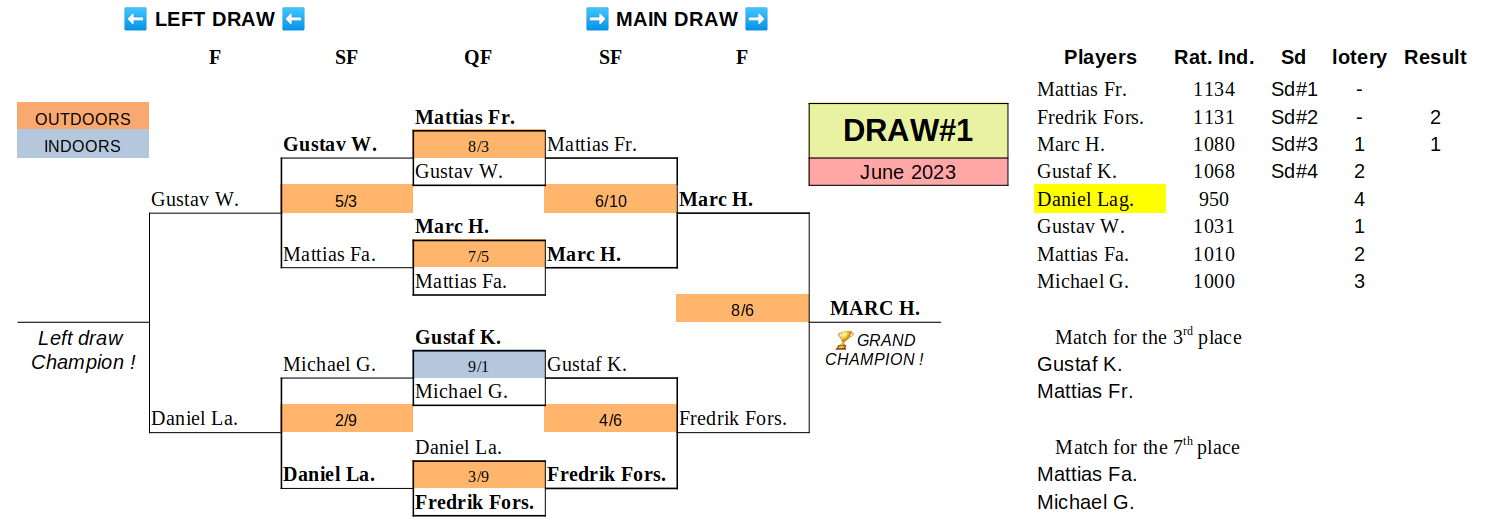 ⬅ LEFT DRAW ⬅
➡ MAIN DRAW ➡
F SF QF SF F
OUTDOORS
INDOORS
Mattias Fr.
Gustav W. 8/3 Mattias Fr.
Gustav W.
Gustav W. 5/3 6/10 Marc H.
Marc H.
Mattias Fa. 7/5 Marc H.
Mattias Fa.
8/6 MARC H.
Left draw
Champion !
🏆 GRAND
CHAMPION !
Gustaf K.
Michael G. 9/1 Gustaf K.
Michael G.
Daniel La. 2/9 4/6 Fredrik Fors.
Daniel La.
Daniel La. 3/9 Fredrik Fors.
Fredrik Fors.
DRAW#1
June 2023
Players Rat. Ind. Sd lotery Result
Mattias Fr. 1134 Sd#1 -
Fredrik Fors. 1131 Sd#2 - 2
Marc H. 1080 Sd#3 1 1
Gustaf K. 1068 Sd#4 2
Daniel Lag. 950 4
Gustav W. 1031 1
Mattias Fa. 1010 2
Michael G. 1000 3
Match for the 3rd place
Gustaf K.
Mattias Fr.
Match for the 7th place
Mattias Fa.
Michael G.